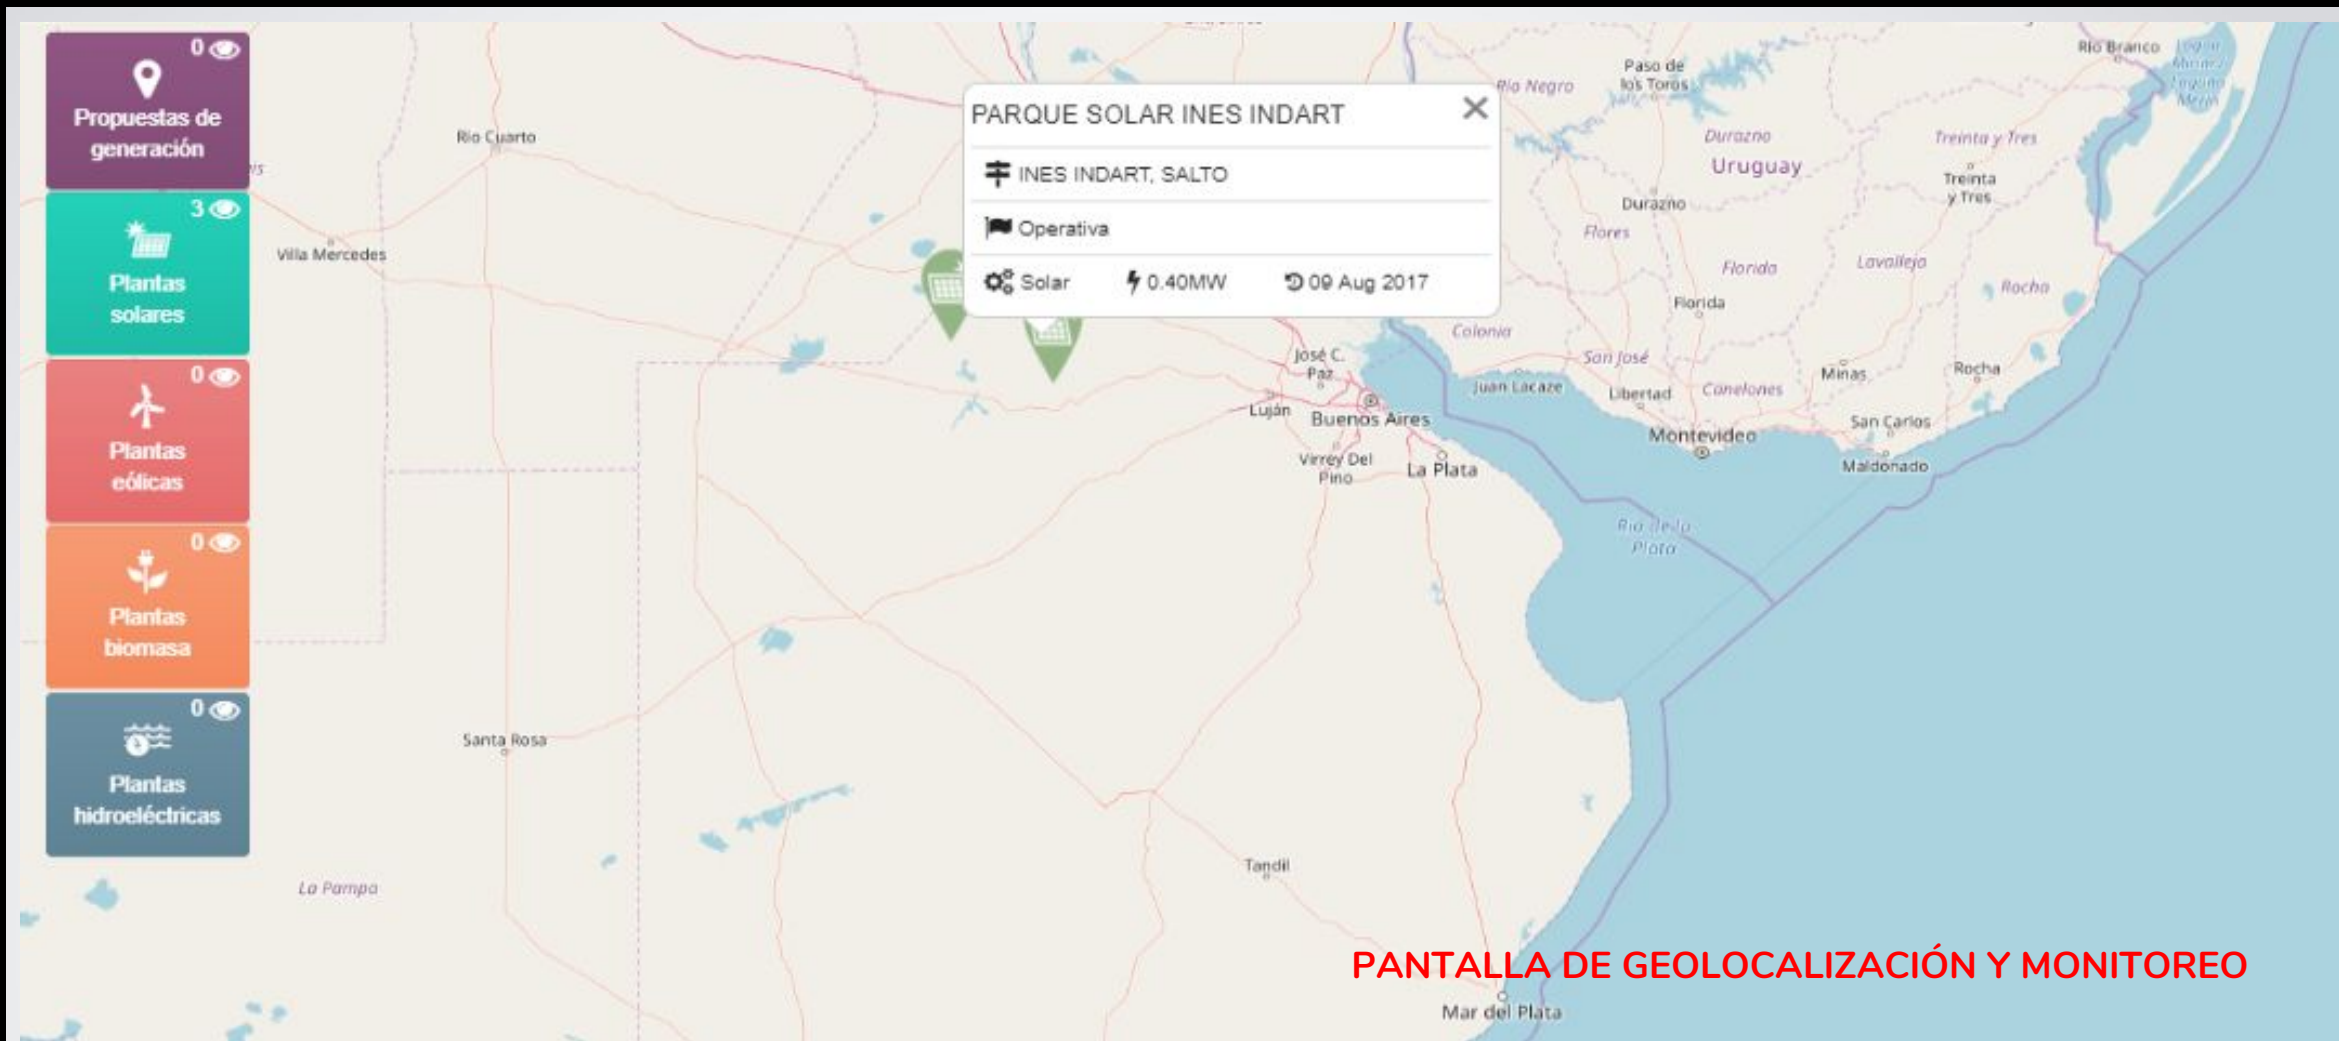 0
Propuestas de
generación
3
Plantas
solares
0
Plantas
eólicas
0
Plantas
biomasa
0
Plantas
hidroeléctricas
PARQUE SOLAR INES INDART
INES INDART, SALTO
Operativa
Solar
0.40MW
09 Aug 2017
Rio Cuarto
Villa Mercedes
Santa Rosa
La Pampa
José C.
Paz
Luján
Buenos Aires
Virrey Del
Pino
La Plata
Tandil
Mar del Plata
Río Negro
Paso de
los Toros
Río Branco
Durazno
Uruguay
Treinta y Tres
Treinta
y Tres
Durazno
Flores
Florida
Lavalleja
Rocha
Florida
Colonia
San José
Juan Lacaze
Libertad
Canelones
Minas
Rocha
Montevideo
San Carlos
Maldonado
Río de la
Plata
PANTALLA DE GEOLOCALIZACIÓN Y MONITOREO